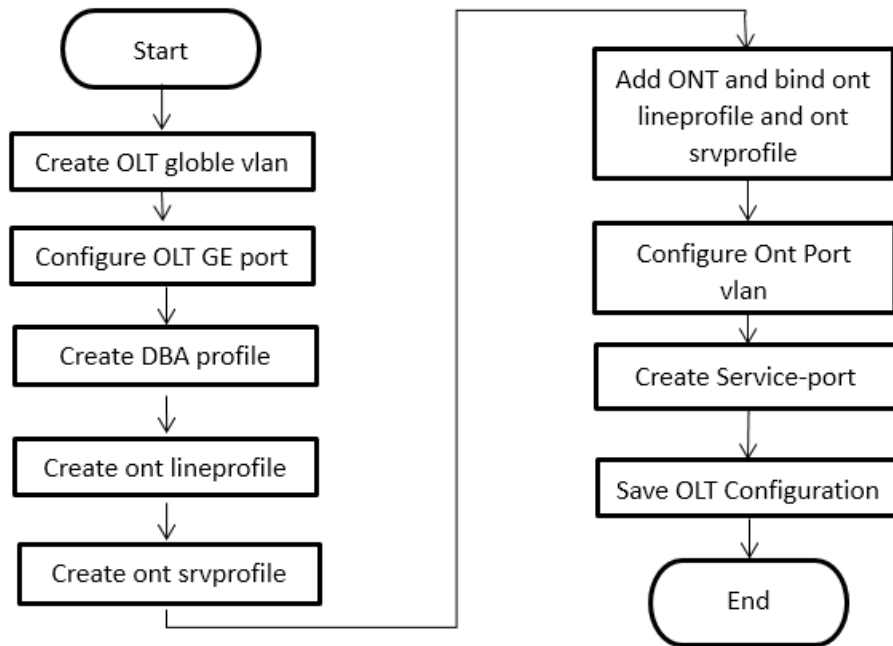 Start
Create OLT globle vlan
Configure OLT GE port
Create DBA profile
Create ont lineprofile
Create ont srvprofile
Add ONT and bind ont
lineprofile and ont
srvprofile
Configure Ont Port
vlan
Create Service-port
Save OLT Configuration
End